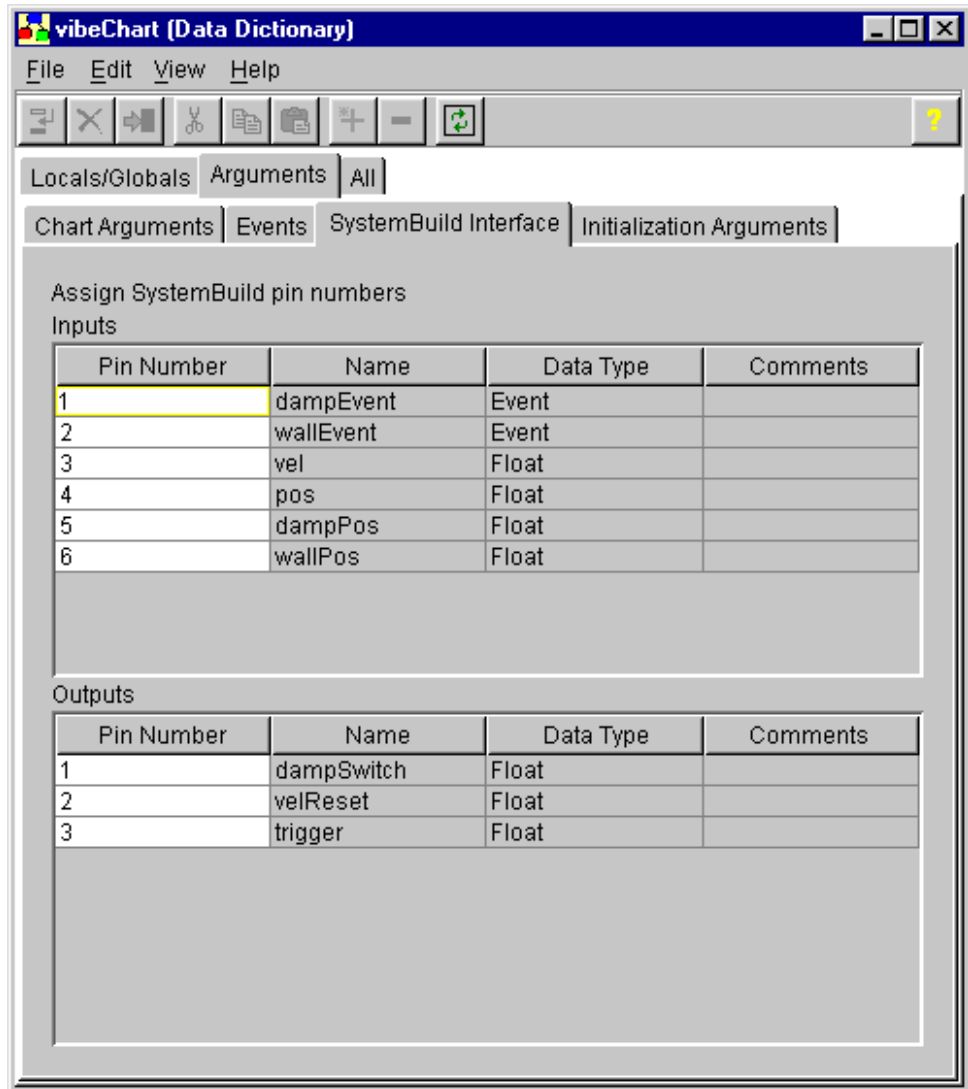 vibeChart (Data Dictionary)
File Edit View Help
?
Locals/Globals Arguments All
Chart Arguments Events SystemBuild Interface Initialization Arguments
Assign SystemBuild pin numbers
Inputs
Pin Number Name Data Type Comments
1 dampEvent Event
2 wallEvent Event
3 vel Float
4 pos Float
5 dampPos Float
6 wallPos Float
Outputs
Pin Number Name Data Type Comments
1 dampSwitch Float
2 velReset Float
3 trigger Float